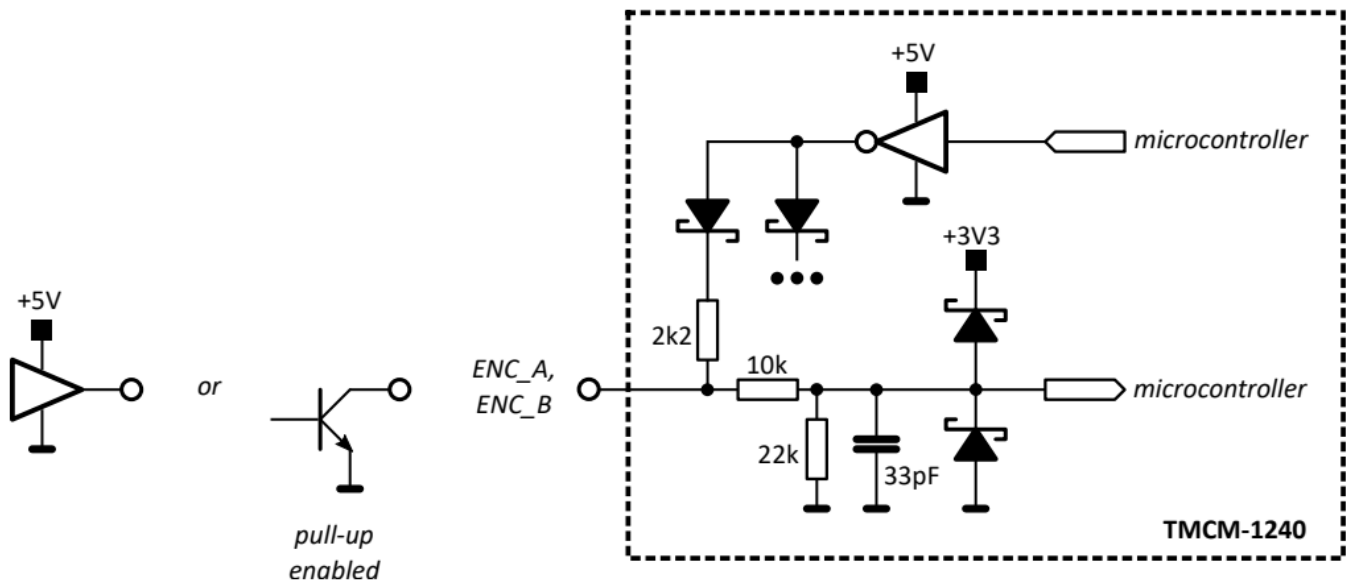 +5V
microcontroller
+3V3
+5V
2k2
10k
or
ENC_A,
ENC_B
microcontroller
22k
33pF
pull-up
enabled
TMCM-1240